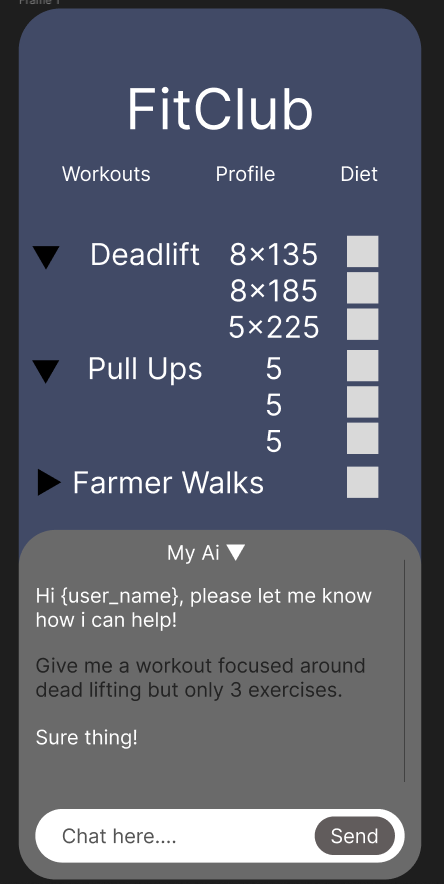 Frame 1
FitClub
Workouts Profile Diet
Deadlift 8×135
8×185
5×225
Pull Ups 5
5
5
Farmer Walks
My Ai
Hi {user_name}, please let me know
how i can help!
Give me a workout focused around
dead lifting but only 3 exercises.
Sure thing!
Chat here.... Send